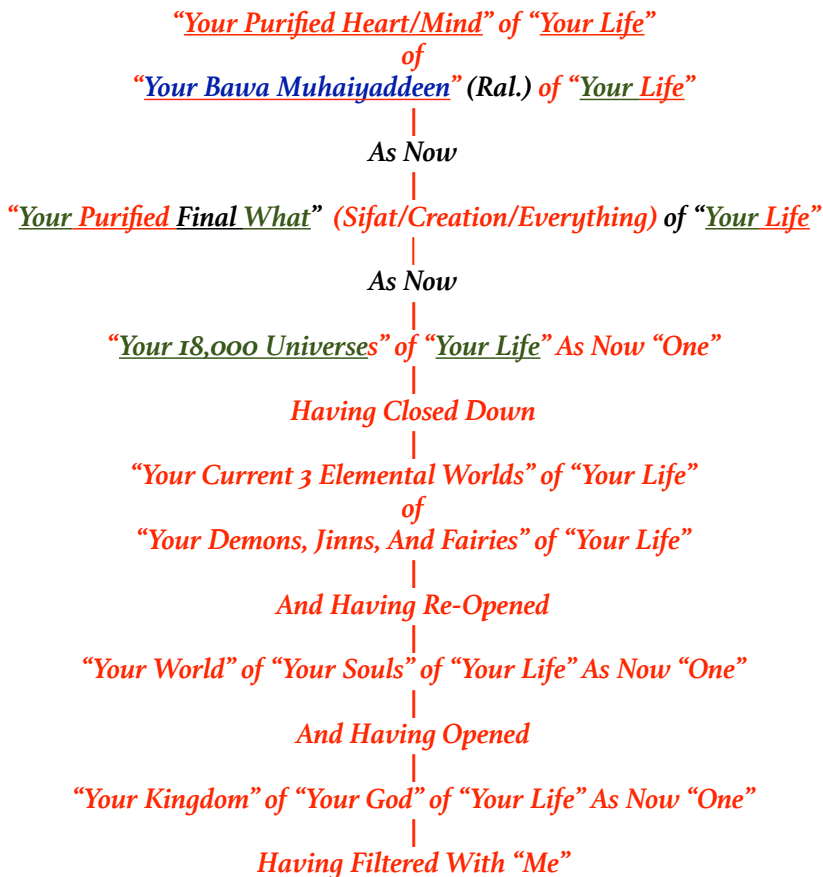 “Your Purified Heart/Mind” of “Your Life”
of
“Your Bawa Muhaiyaddeen” (Ral.) of “Your Life”
As Now
“Your Purified Final What” (Sifat/Creation/Everything) of “Your Life”
As Now
“Your 18,000 Universes” of “Your Life” As Now “One”
Having Closed Down
“Your Current 3 Elemental Worlds” of “Your Life”
of
“Your Demons, Jinns, And Fairies” of “Your Life”
And Having Re-Opened
“Your World” of “Your Souls” of “Your Life” As Now “One”
And Having Opened
“Your Kingdom” of “Your God” of “Your Life” As Now “One”
Having Filtered With “Me”